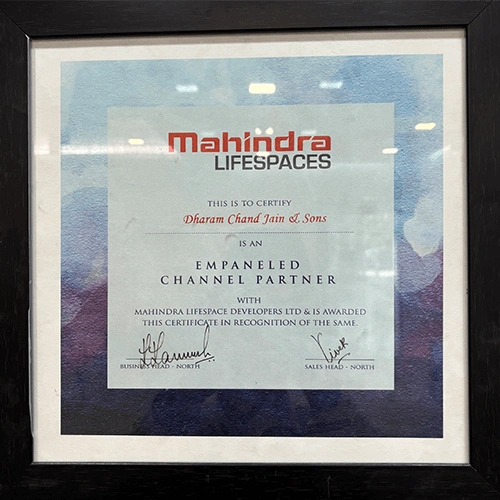 Mahindra
LIFESPACES
THIS IS TO CERTIFY
Dharam Chand Jain & Sons
IS AN
EMPANELED
CHANNEL PARTNER
WITH
MAHINDRA LIFESPACE DEVELOPERS LTD & IS AWARDED
THIS CERTIFICATE IN RECOGNITION OF THE SAME.
Vivek
BUSINESS HEAD - NORTH SALES HEAD - NORTH